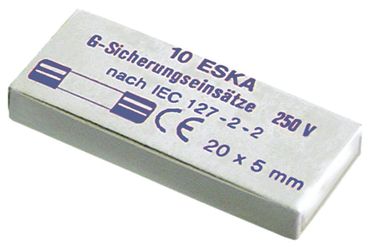 10 ESKA
G-Sicherungseinsätze
nach IEC 127-2-2 250 V
CE 20 x 5 mm